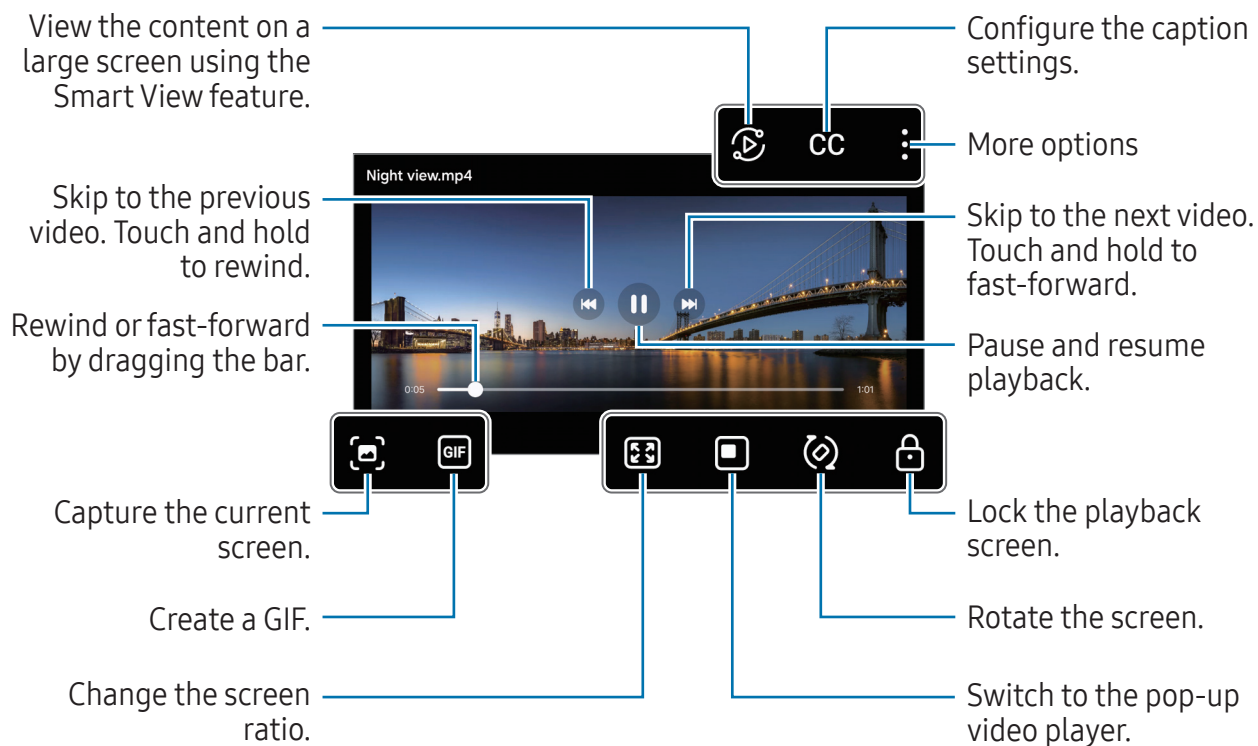 View the content on a
large screen using the
Smart View feature.
Configure the caption
settings.
CC
More options
Night view.mp4
Skip to the previous
video. Touch and hold
to rewind.
Skip to the next video.
Touch and hold to
fast-forward.
Rewind or fast-forward
by dragging the bar.
Pause and resume
playback.
0:05
1:01
GIF
Capture the current
screen.
Lock the playback
screen.
Create a GIF.
Rotate the screen.
Change the screen
ratio.
Switch to the pop-up
video player.